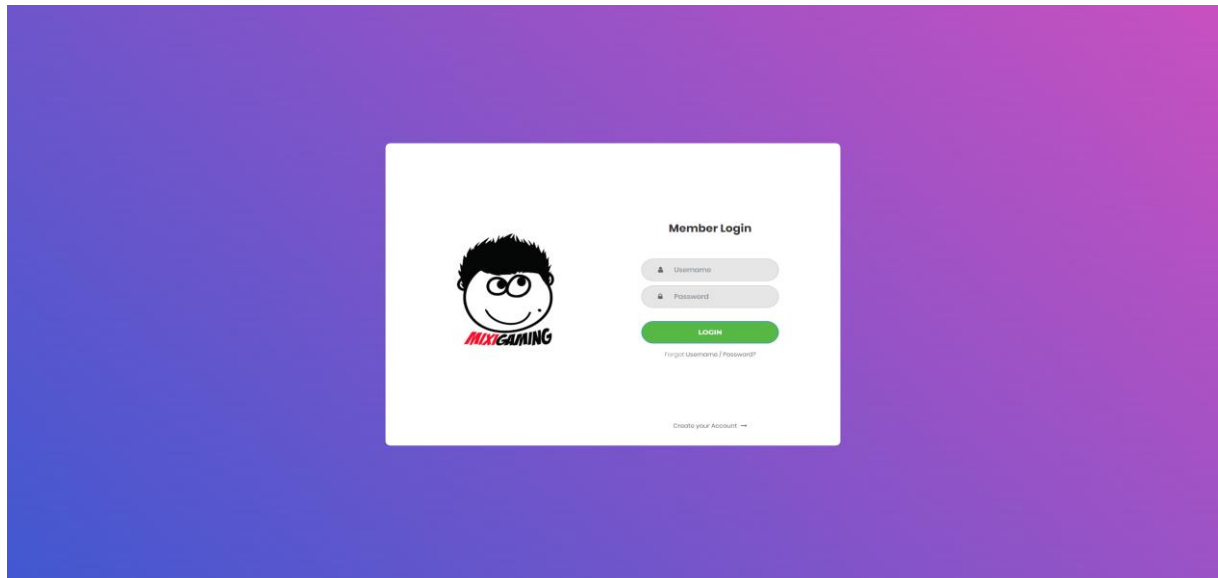 MIXIGAMING
Member Login
Username
Password
LOGIN
Forgot Username / Password?
Create your Account →